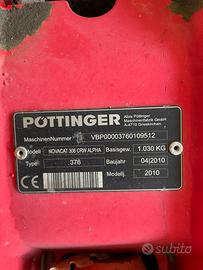 PÖTTINGER
Alois Pöttinger
Maschinenfabrik GmbH
A-4710 Grieskirchen
MaschinenNummer VBP00003760109512
Modell NOVACAT 306 CRW ALPHA Basisgew. 1.030 KG
Type 376 Baujahr 04|2010
Modellj. 2010
subito